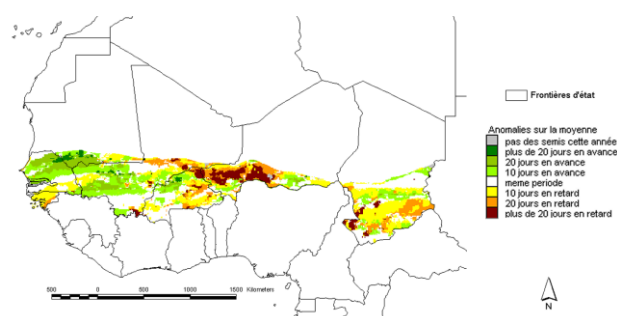 Frontières d'état
Anomalies sur la moyenne
pas des semis cette année
plus de 20 jours en avance
20 jours en avance
10 jours en avance
meme periode
10 jours en retard
20 jours en retard
plus de 20 jours en retard
500 0 500 1000 1500 Kilometers
N